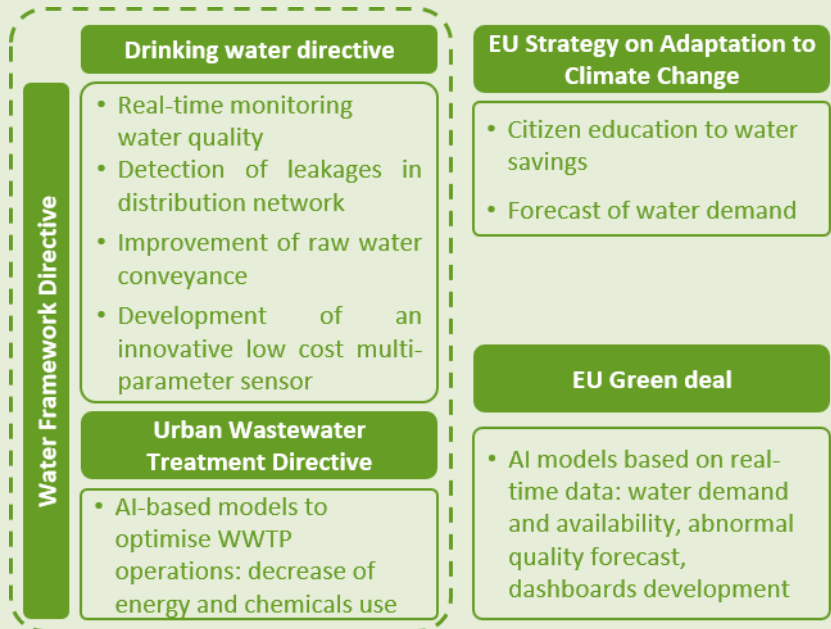 Water Framework Directive
Drinking water directive
• Real-time monitoring
water quality
• Detection of leakages in
distribution network
• Improvement of raw water
conveyance
• Development of an
innovative low cost multi-
parameter sensor
Urban Wastewater
Treatment Directive
• AI-based models to
optimise WWTP
operations: decrease of
energy and chemicals use
EU Strategy on Adaptation to
Climate Change
• Citizen education to water
savings
• Forecast of water demand
EU Green deal
• AI models based on real-
time data: water demand
and availability, abnormal
quality forecast,
dashboards development